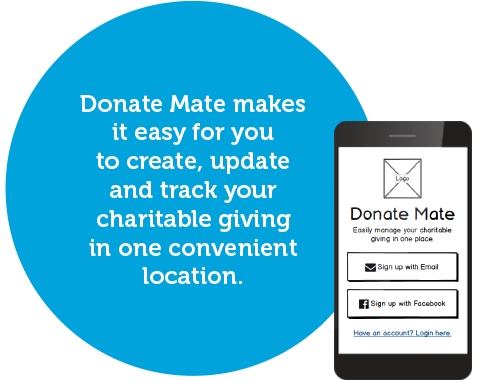 Donate Mate makes
it easy for you
to create, update
and track your
charitable giving
in one convenient
location.
Logo
Donate Mate
Easily manage your charitable
giving in one place.
Sign up with Email
Sign up with Facebook
Have an account? Login here.